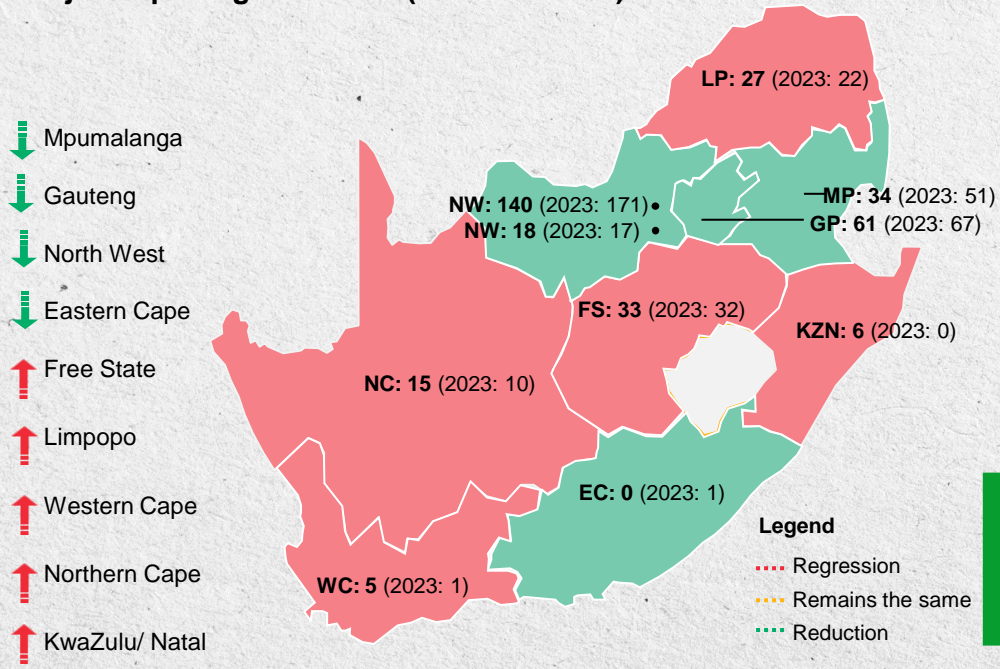 LP: 27 (2023: 22)
Mpumalanga
Gauteng
North West
Eastern Cape
Free State
Limpopo
Western Cape
Northern Cape
KwaZulu/ Natal
NW: 140 (2023: 171)
NW: 18 (2023: 17)
MP: 34 (2023: 51)
GP: 61 (2023: 67)
FS: 33 (2023: 32)
KZN: 6 (2023: 0)
NC: 15 (2023: 10)
EC: 0 (2023: 1)
WC: 5 (2023: 1)
Legend
Regression
Remains the same
Reduction